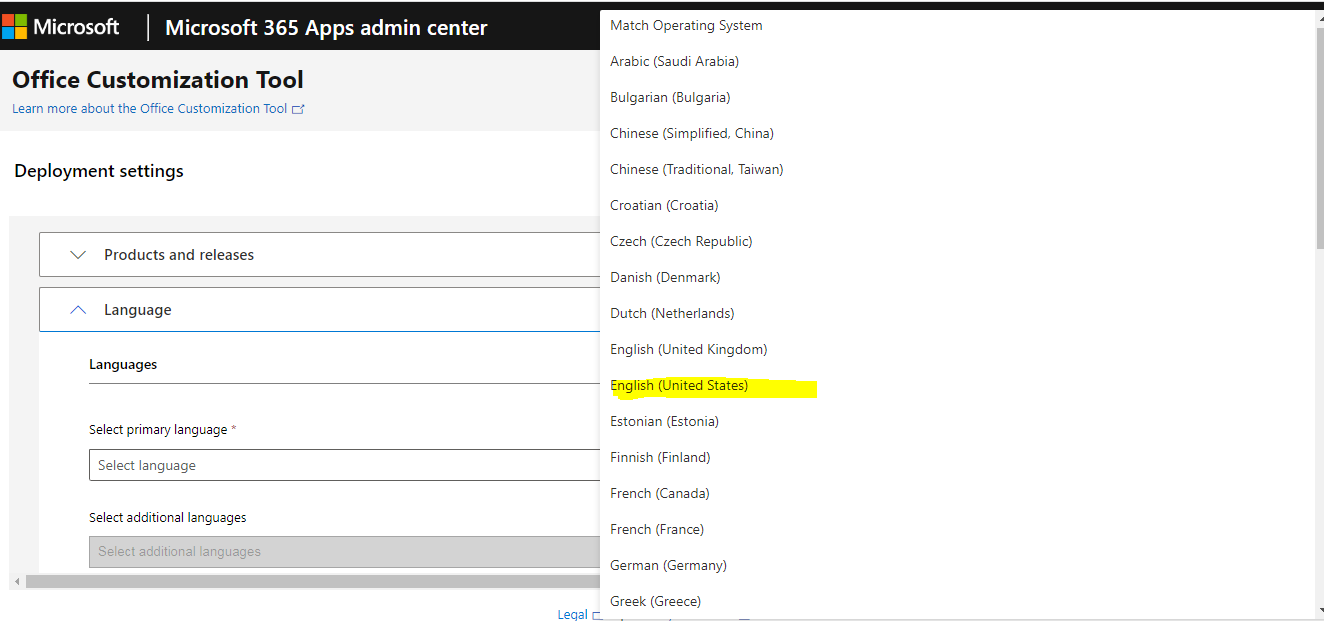 Microsoft | Microsoft 365 Apps admin center
Office Customization Tool
Learn more about the Office Customization Tool
Deployment settings
Products and releases
Language
Languages
Select primary language *
Select language
Select additional languages
Select additional languages
Legal
Match Operating System
Arabic (Saudi Arabia)
Bulgarian (Bulgaria)
Chinese (Simplified, China)
Chinese (Traditional, Taiwan)
Croatian (Croatia)
Czech (Czech Republic)
Danish (Denmark)
Dutch (Netherlands)
English (United Kingdom)
English (United States)
Estonian (Estonia)
Finnish (Finland)
French (Canada)
French (France)
German (Germany)
Greek (Greece)